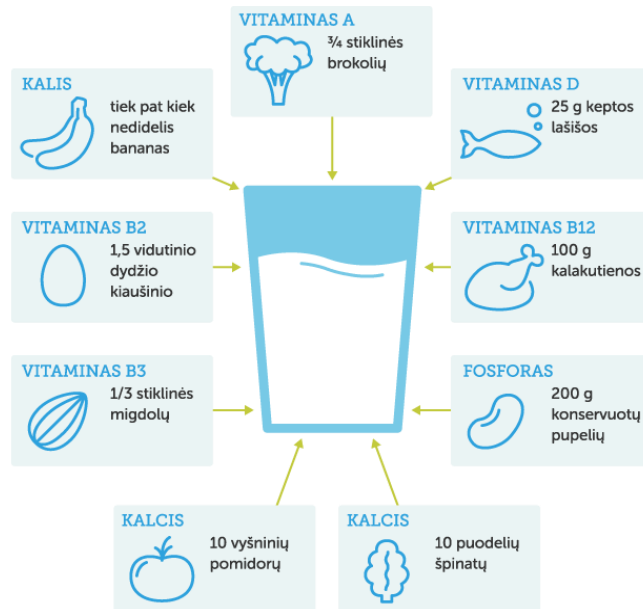 VITAMINAS A
¾ stiklinės
brokolių
KALIS
tiek pat kiek
nedidelis
bananas
VITAMINAS D
25 g keptos
lašišos
VITAMINAS B2
1,5 vidutinio
dydžio
kiaušinio
VITAMINAS B12
100 g
kalakutienos
VITAMINAS B3
1/3 stiklinės
migdolų
FOSFORAS
200 g
konservuotų
pupelių
KALCIS
10 vyšninių
pomidorų
KALCIS
10 puodelių
špinatų